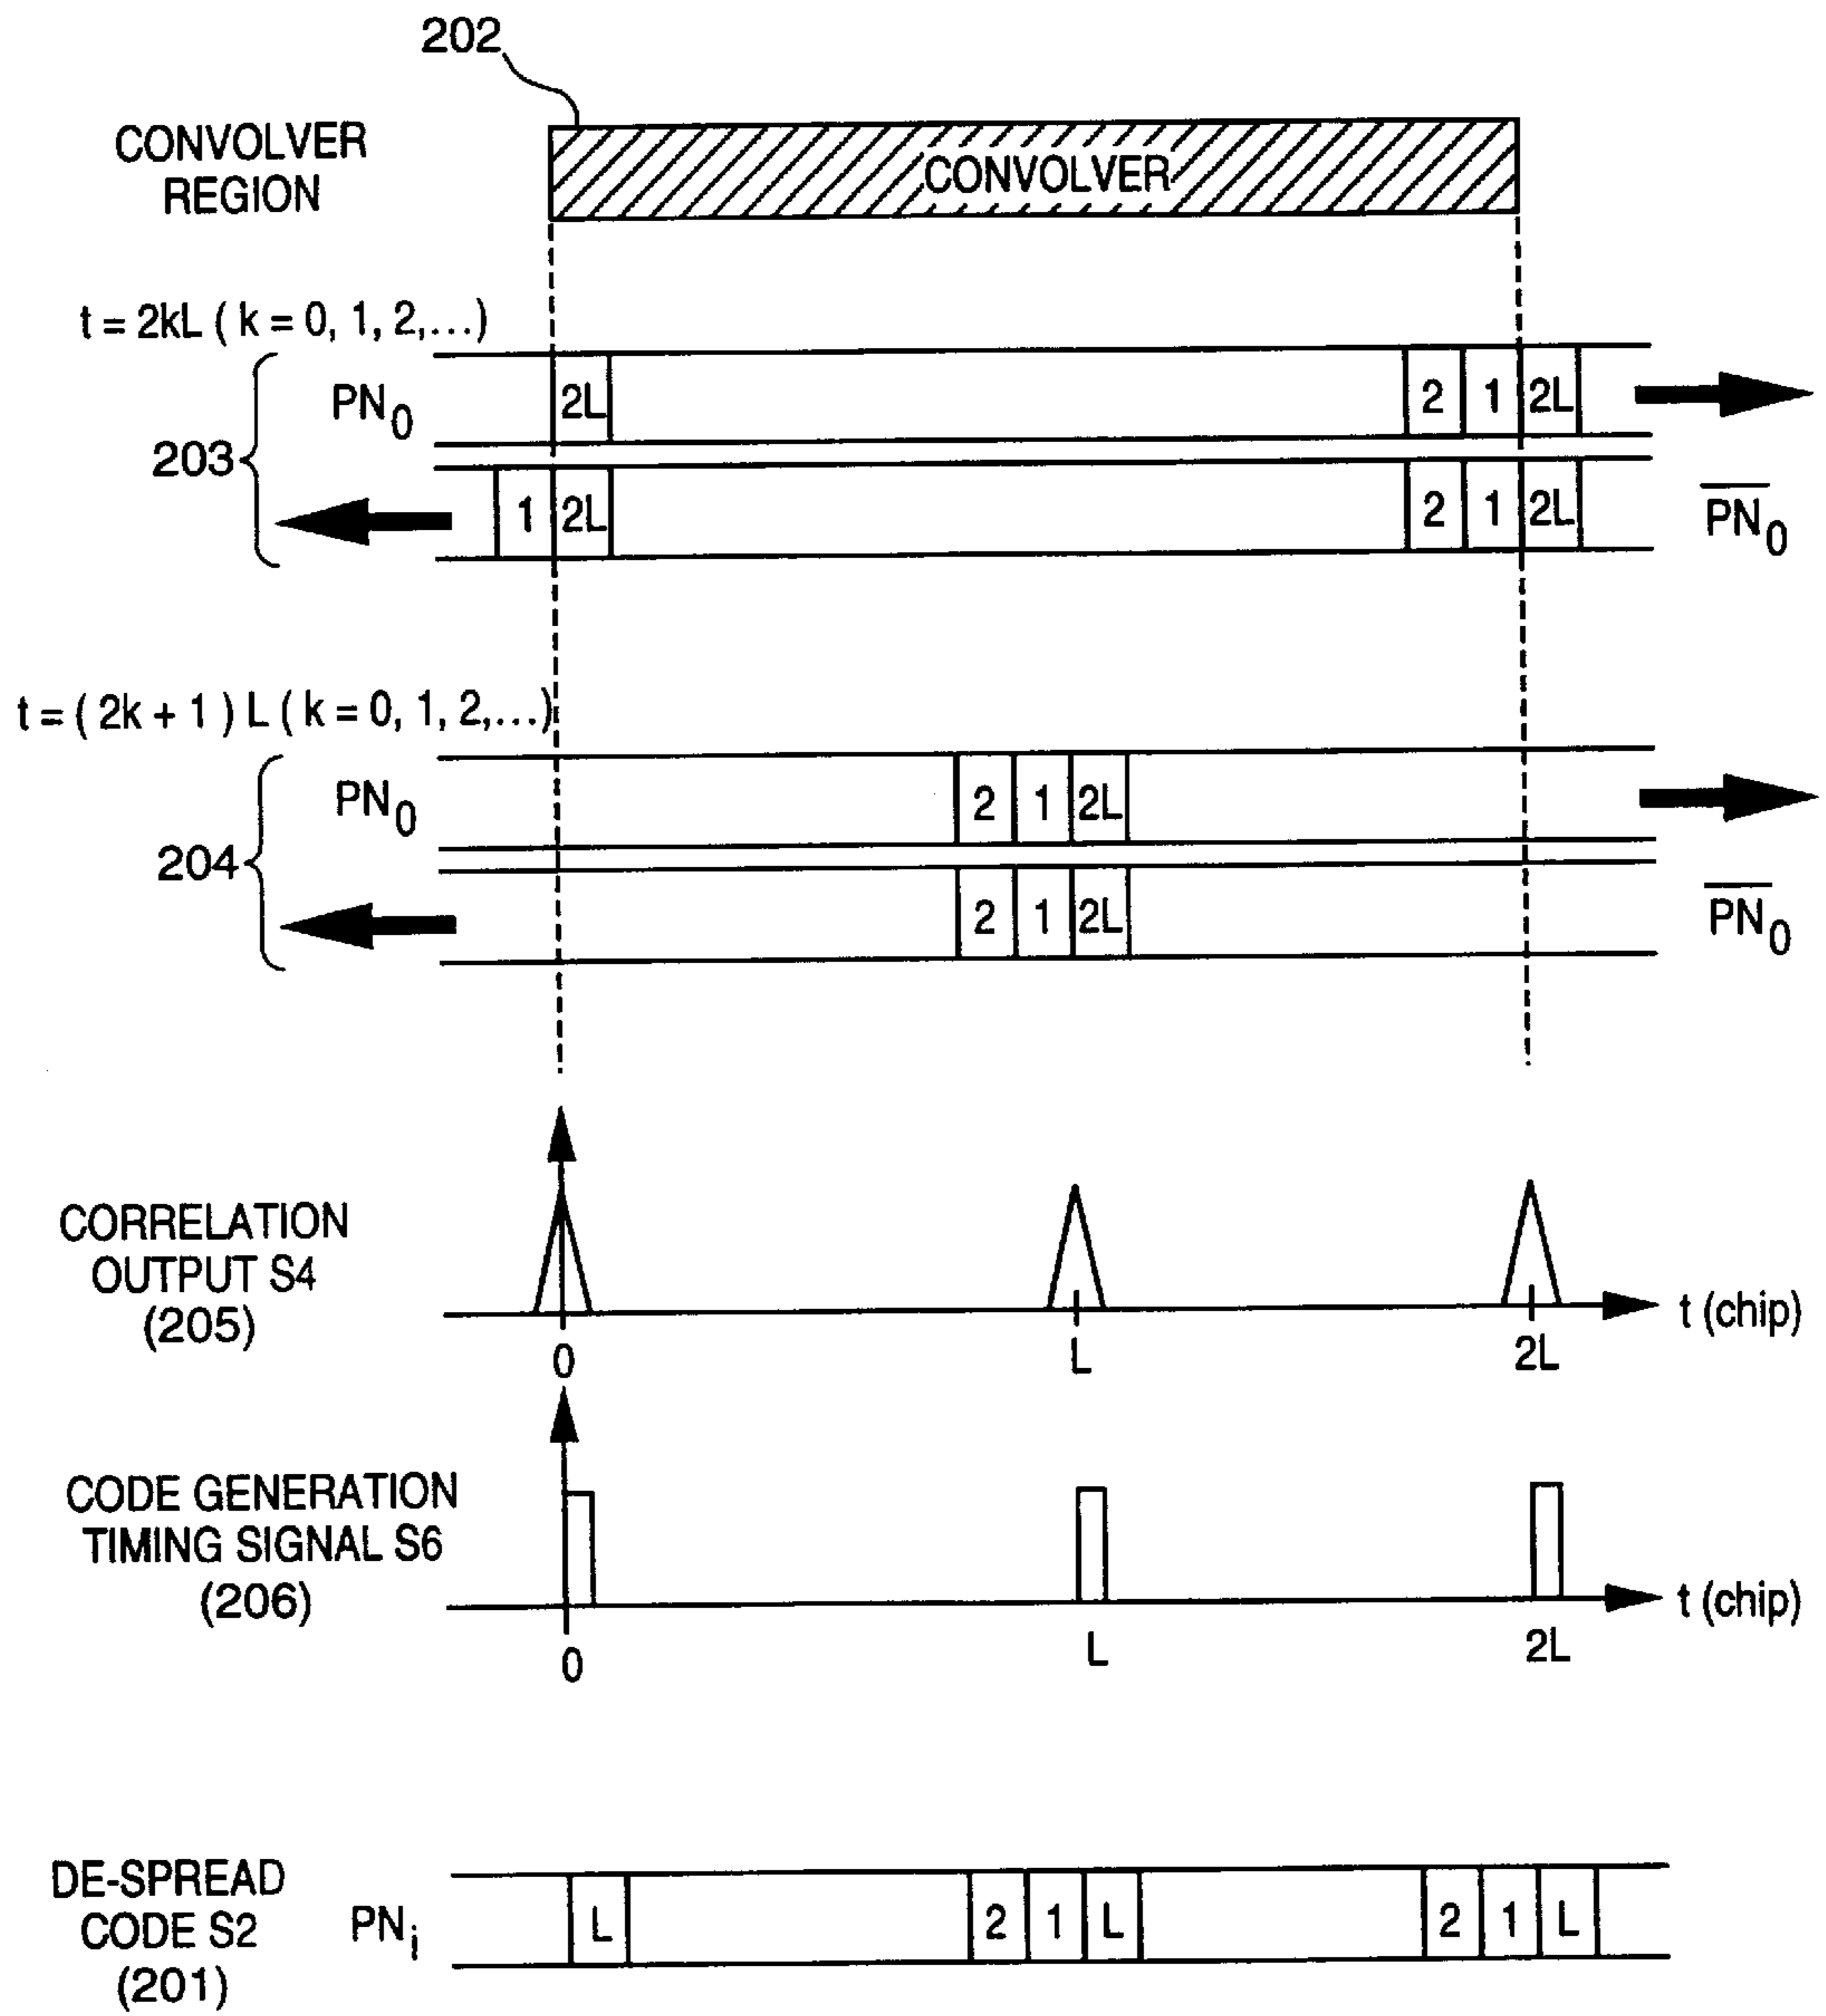 202
CONVOLVER
REGION
CONVOLVER
t = 2kL ( k = 0, 1, 2,...)
203
PN0
2L
2 1 2L
1 2L
2 1 2L
P̅N̅0
t = ( 2k + 1 ) L ( k = 0, 1, 2,...)
204
PN0
2 1 2L
2 1 2L
P̅N̅0
CORRELATION
OUTPUT S4
(205)
0
L
2L
t (chip)
CODE GENERATION
TIMING SIGNAL S6
(206)
0
L
2L
t (chip)
DE-SPREAD
CODE S2
(201)
PNi
L
2 1 L
2 1 L